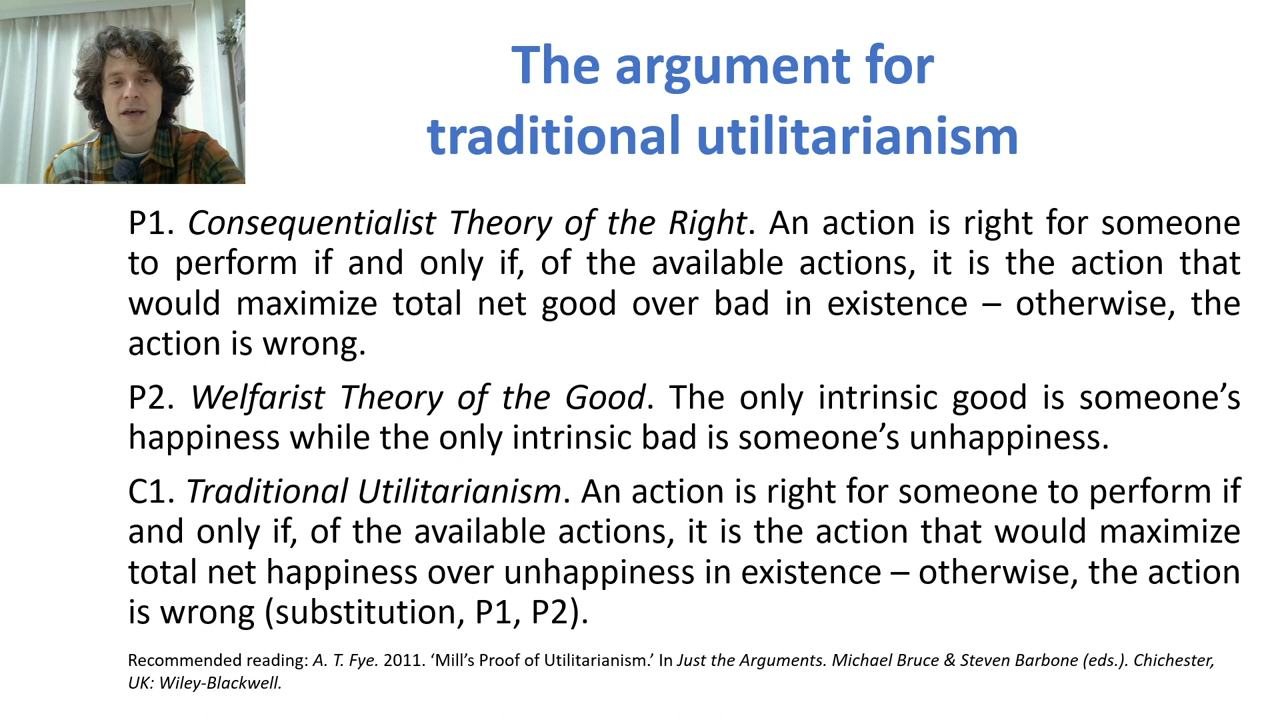 The argument for
traditional utilitarianism
P1. Consequentialist Theory of the Right. An action is right for someone
to perform if and only if, of the available actions, it is the action that
would maximize total net good over bad in existence – otherwise, the
action is wrong.
P2. Welfarist Theory of the Good. The only intrinsic good is someone’s
happiness while the only intrinsic bad is someone’s unhappiness.
C1. Traditional Utilitarianism. An action is right for someone to perform if
and only if, of the available actions, it is the action that would maximize
total net happiness over unhappiness in existence – otherwise, the action
is wrong (substitution, P1, P2).
Recommended reading: A. T. Fye. 2011. ‘Mill’s Proof of Utilitarianism.’ In Just the Arguments. Michael Bruce & Steven Barbone (eds.). Chichester,
UK: Wiley-Blackwell.